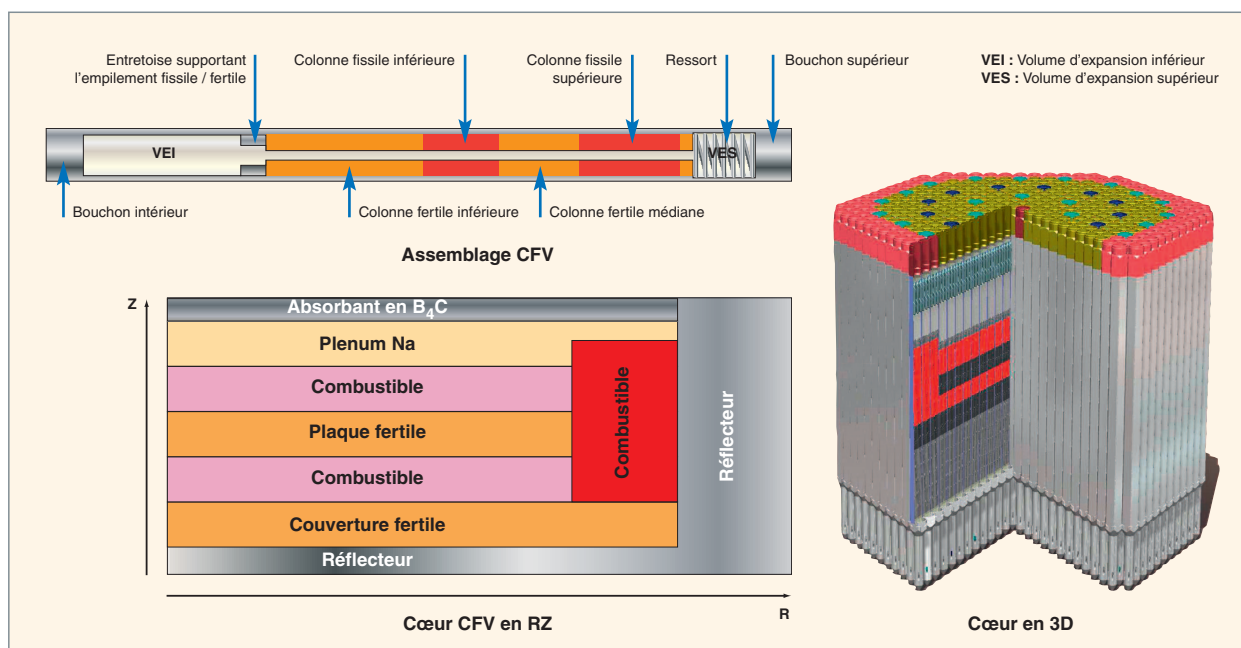 Entretoise supportant
l'empilement fissile / fertile
Colonne fissile inférieure
Colonne fissile
supérieure
Ressort
Bouchon supérieur
VEI : Volume d'expansion inférieur
VES : Volume d'expansion supérieur
VEI
VES
Bouchon intérieur
Colonne fertile inférieure
Colonne fertile médiane
Assemblage CFV
Z
Absorbant en B₄C
Plenum Na
Combustible
Plaque fertile
Combustible
Couverture fertile
Réflecteur
Combustible
Réflecteur
R
Cœur CFV en RZ
Cœur en 3D